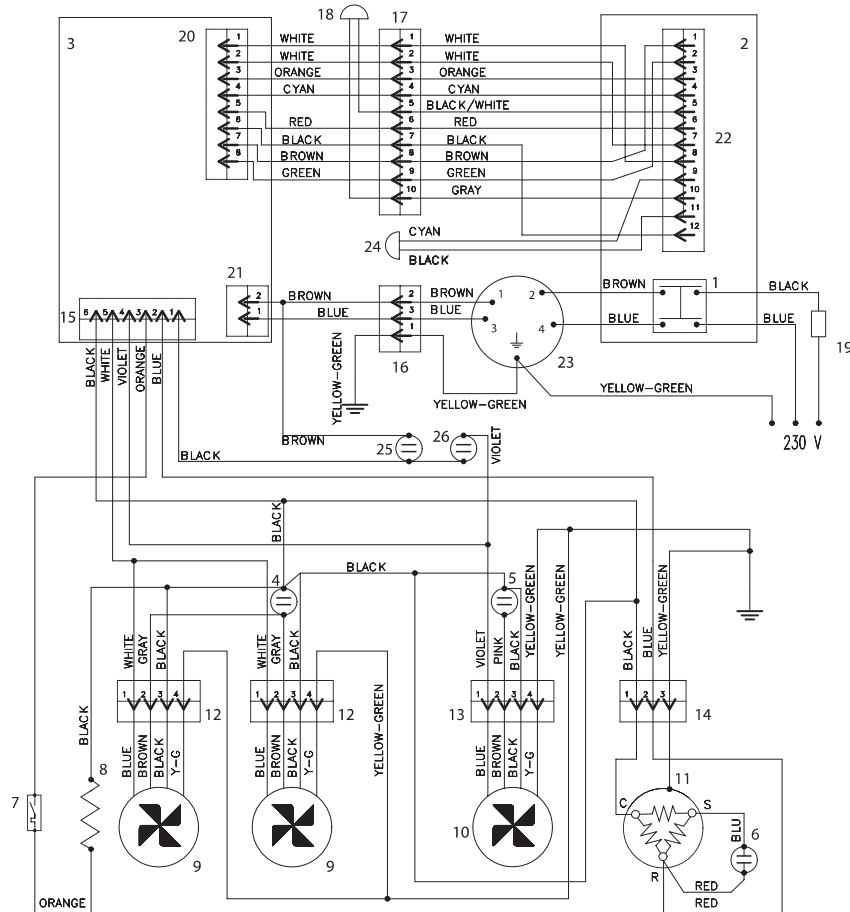 18
17
3
20
2
1
2
3
4
5
6
7
8
WHITE
WHITE
ORANGE
CYAN
RED
BLACK
BROWN
GREEN
1
2
3
4
5
6
7
8
9
10
WHITE
WHITE
ORANGE
CYAN
BLACK/WHITE
RED
BLACK
BROWN
GREEN
GRAY
1
2
3
4
5
6
7
8
9
10
11
12
22
24
CYAN
BLACK
21
2
1
BROWN
BLUE
2
3
1
16
BROWN
BLUE
1
2
3
4
23
BROWN
BLUE
1
BLACK
BLUE
19
15
6
5
4
3
2
1
BLACK
WHITE
VIOLET
ORANGE
BLUE
YELLOW-GREEN
YELLOW-GREEN
YELLOW-GREEN
230 V
BROWN
BLACK
25
26
VIOLET
BLACK
4
BLACK
5
WHITE
GRAY
BLACK
WHITE
GRAY
BLACK
VIOLET
PINK
BLACK
YELLOW-GREEN
YELLOW-GREEN
BLACK
BLUE
YELLOW-GREEN
1
2
3
4
12
1
2
3
4
12
13
1
2
3
4
1
2
3
14
BLACK
YELLOW-GREEN
BLUE
BROWN
BLACK
Y-G
BLUE
BROWN
BLACK
Y-G
BLUE
BROWN
BLACK
Y-G
7
8
9
9
10
11
C
S
R
BLU
6
RED
RED
ORANGE